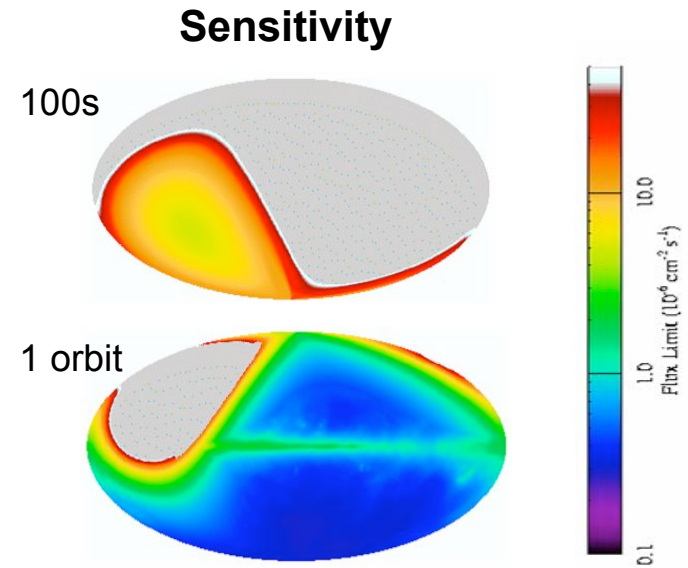 Sensitivity
100s
1 orbit
10.0
1.0
0.1
Flux Limit (10⁻⁶ cm⁻² s⁻¹)